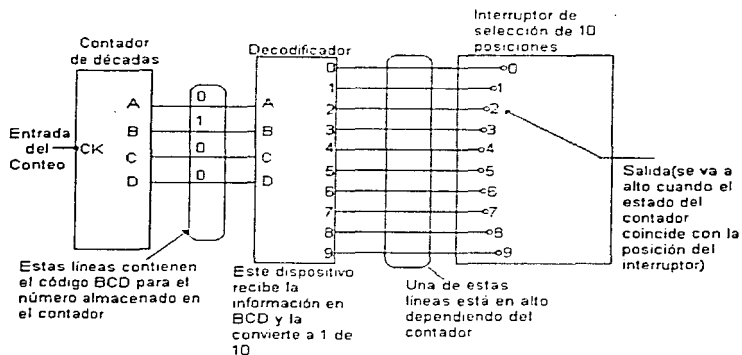 Interruptor de
selección de 10
posiciones
Contador
de décadas
Decodificador
Entrada
del
Conteo
CK
A
B
C
D
0
1
0
0
A
B
C
D
0
1
2
3
4
5
6
7
8
9
0
1
2
3
4
5
6
7
8
9
Salida(se va a
alto cuando el
estado del
contador
coincide con la
posición del
interruptor)
Estas líneas contienen
el código BCD para el
número almacenado en
el contador
Este dispositivo
recibe la
información en
BCD y la
convierte a 1 de
10
Una de estas
líneas está en alto
dependiendo del
contador